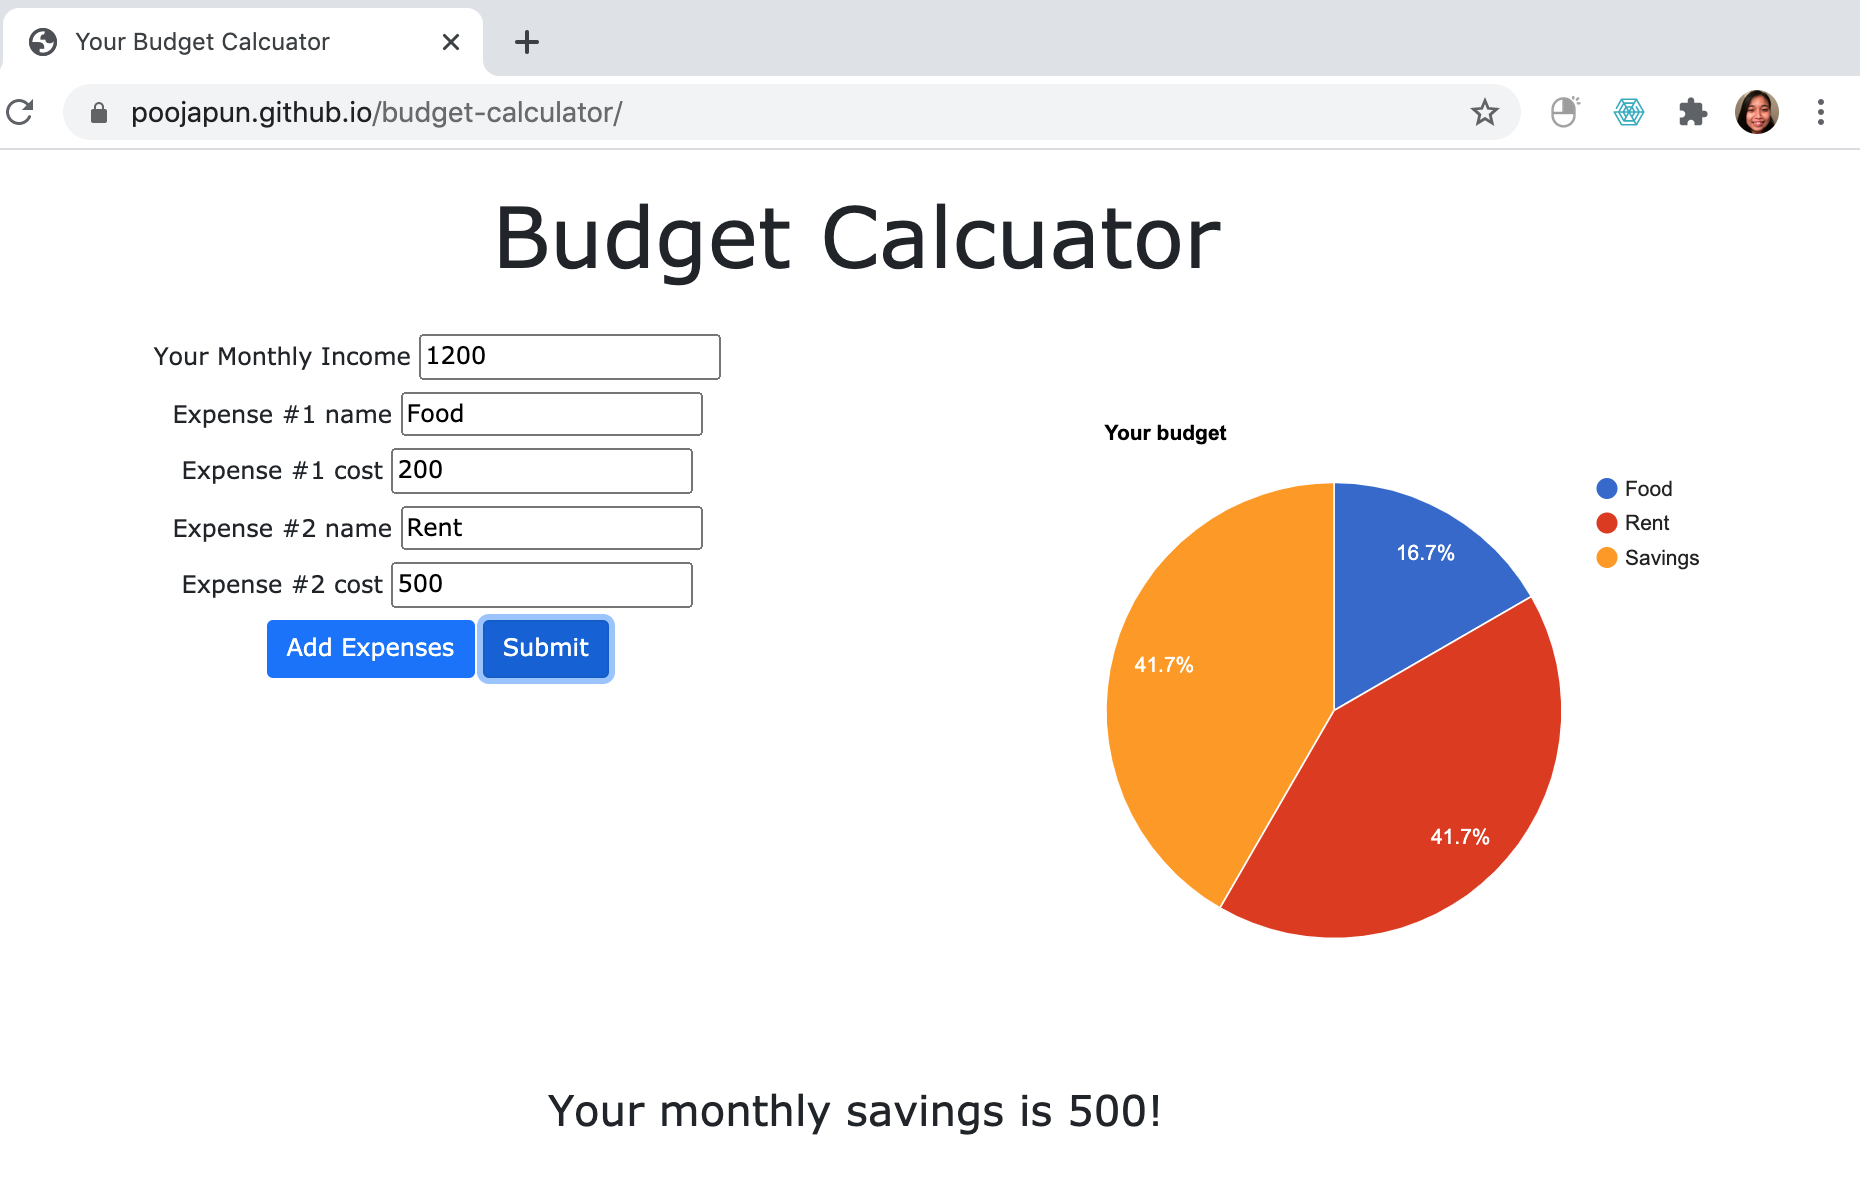 Your Budget Calcuator
poojapun.github.io/budget-calculator/
Budget Calcuator
Your Monthly Income 1200
Expense #1 name Food
Expense #1 cost 200
Expense #2 name Rent
Expense #2 cost 500
Add Expenses Submit
Your budget
Food
Rent
Savings
16.7%
41.7%
41.7%
Your monthly savings is 500!